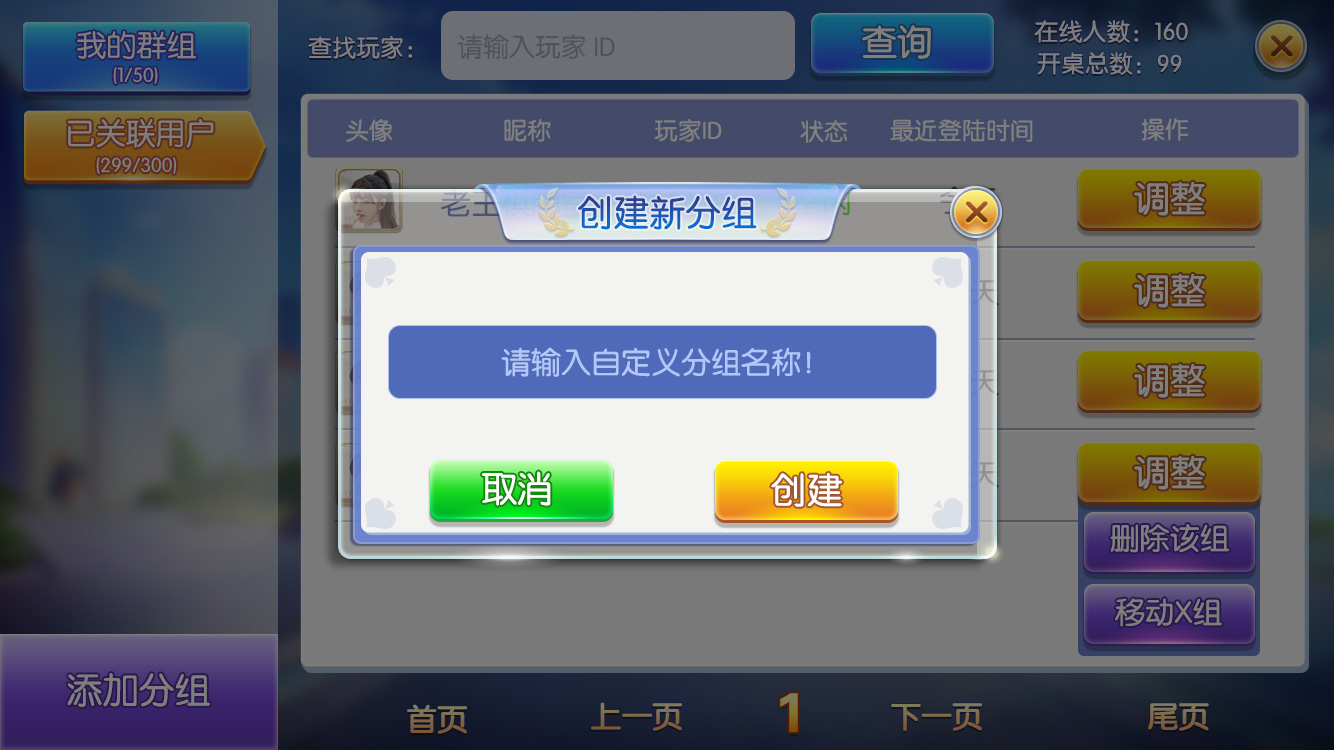 我的群组
(1/50)
已关联用户
(299/300)
添加分组
查找玩家：
请输入玩家 ID
查询
在线人数：160
开桌总数：99
头像 昵称 玩家ID 状态 最近登陆时间 操作
老王
调整
创建新分组
天
调整
请输入自定义分组名称！
天
调整
取消
创建
天
调整
删除该组
移动X组
首页 上一页 1 下一页 尾页